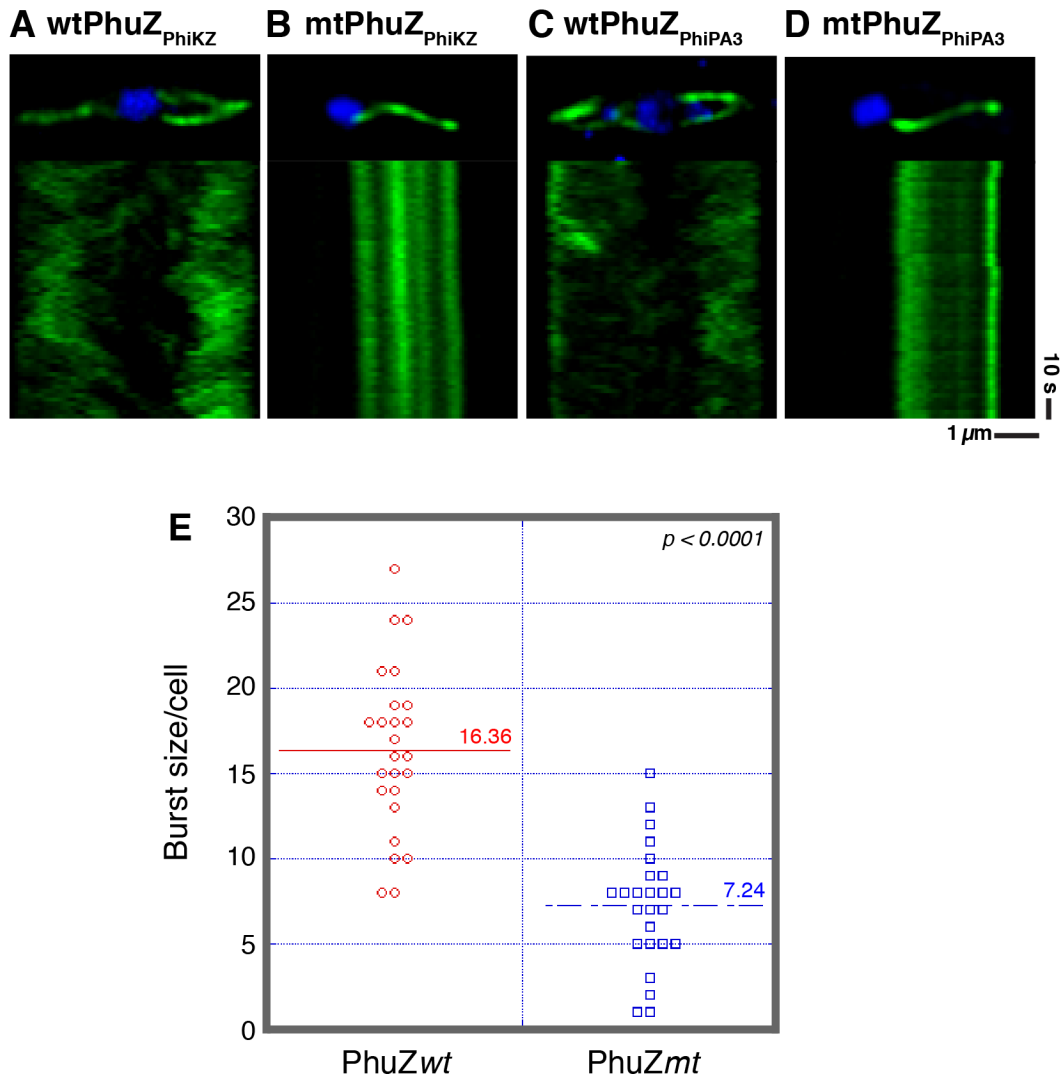 A wtPhuZPhiKZ
B mtPhuZPhiKZ
C wtPhuZPhiPA3
D mtPhuZPhiPA3
10 s
1 µm
E
p < 0.0001
30
25
20
15
10
5
0
Burst size/cell
16.36
7.24
PhuZwt
PhuZmt